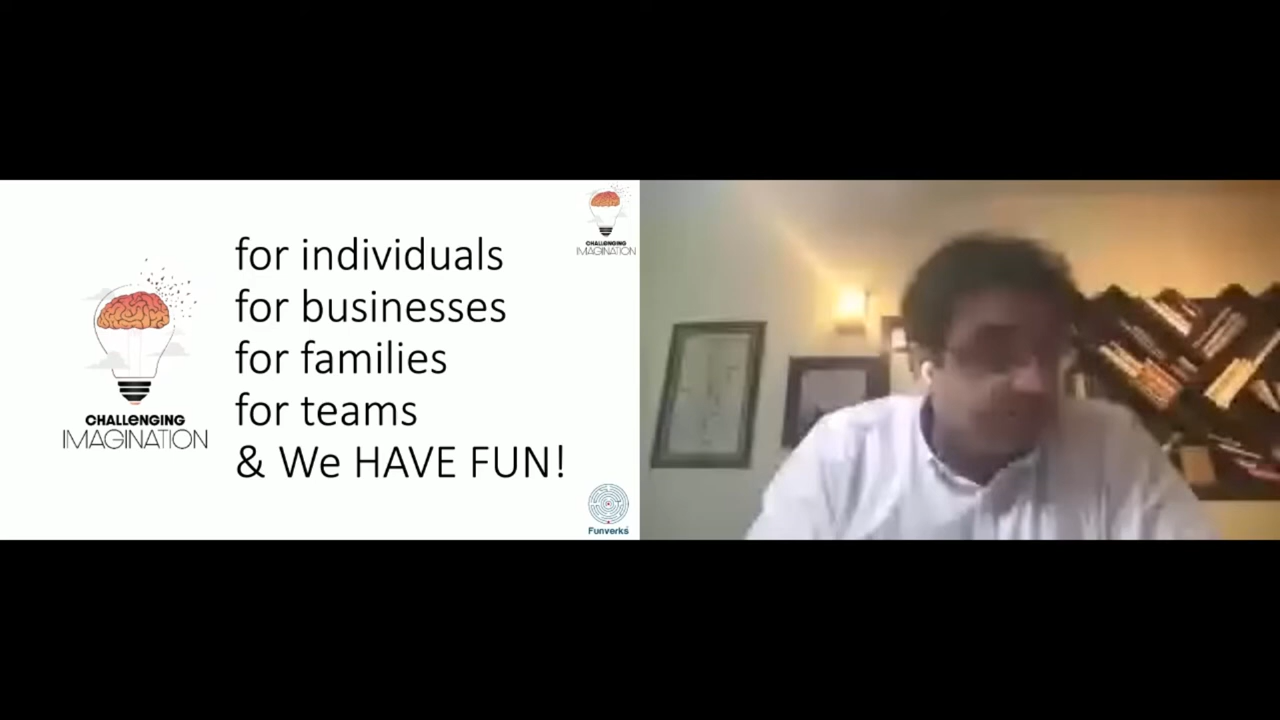 for individuals
for businesses
for families
for teams
& We HAVE FUN!
CHALLENGING
IMAGINATION
CHALLENGING
IMAGINATION
Funverks